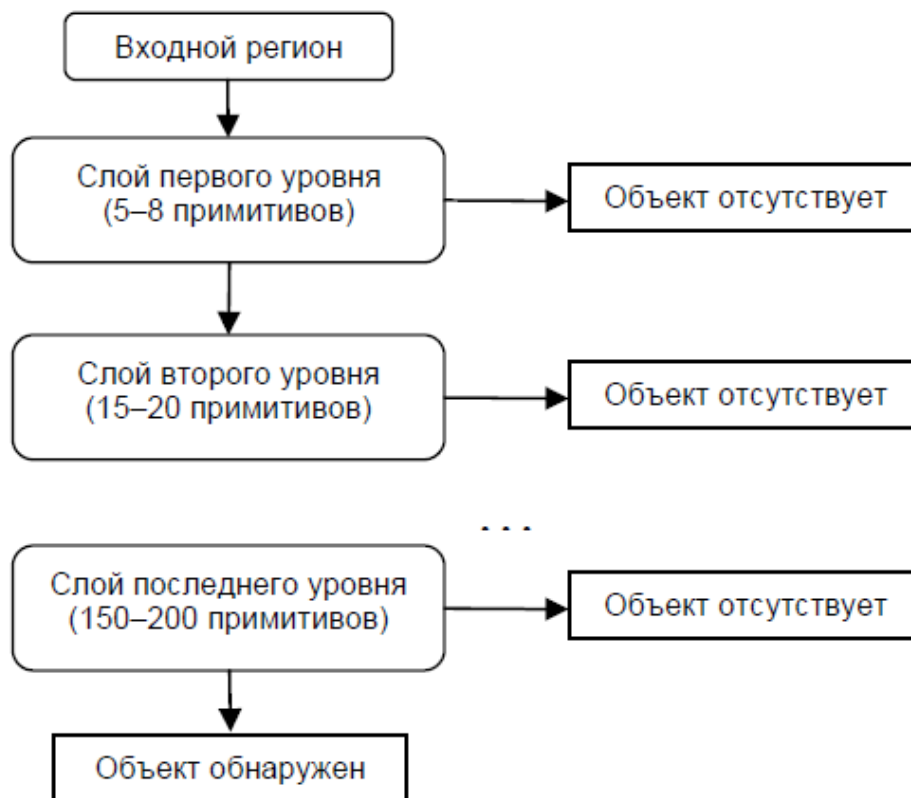 Входной регион
Слой первого уровня
(5–8 примитивов)
Объект отсутствует
Слой второго уровня
(15–20 примитивов)
Объект отсутствует
...
Слой последнего уровня
(150–200 примитивов)
Объект отсутствует
Объект обнаружен